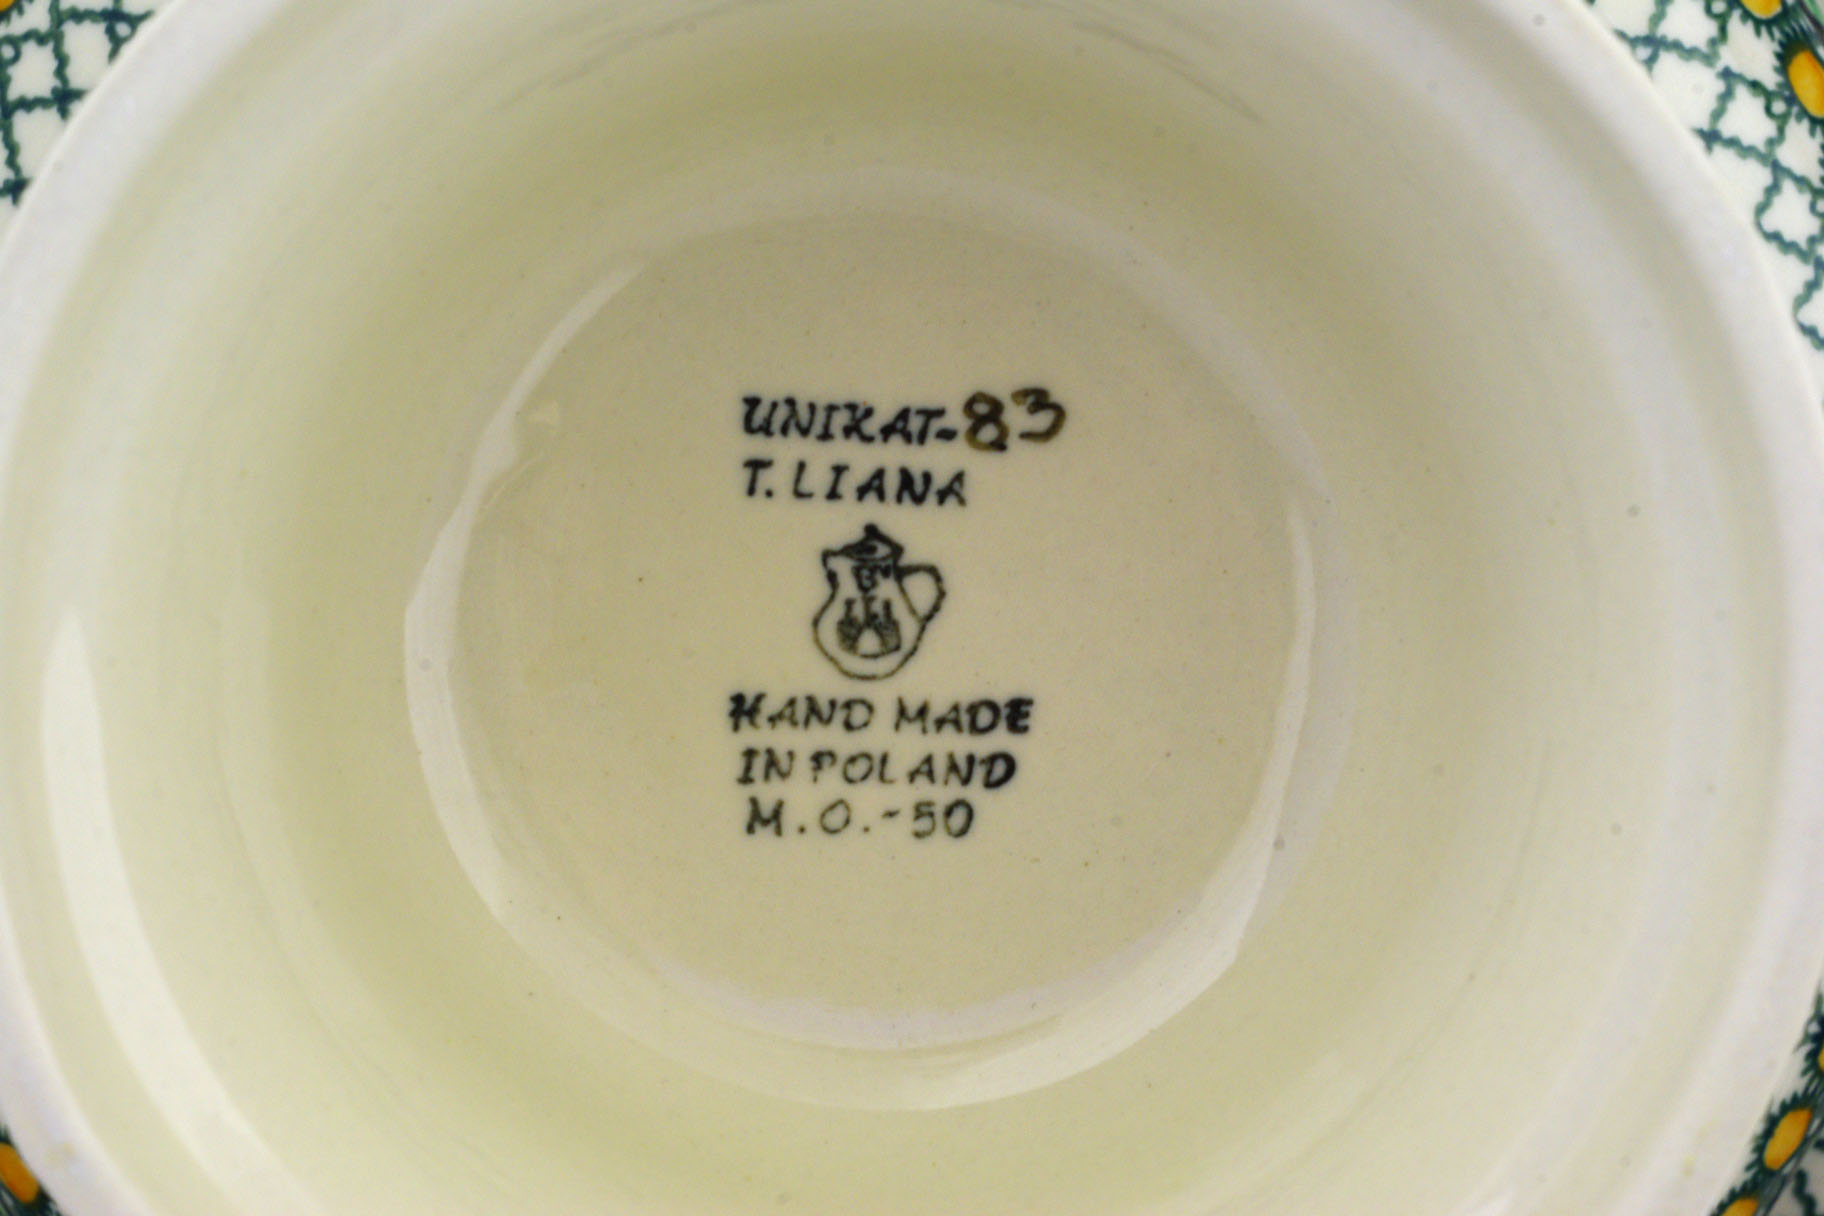 UNIKAT-83
T. LIANA
HAND MADE
IN POLAND
M.O.-50